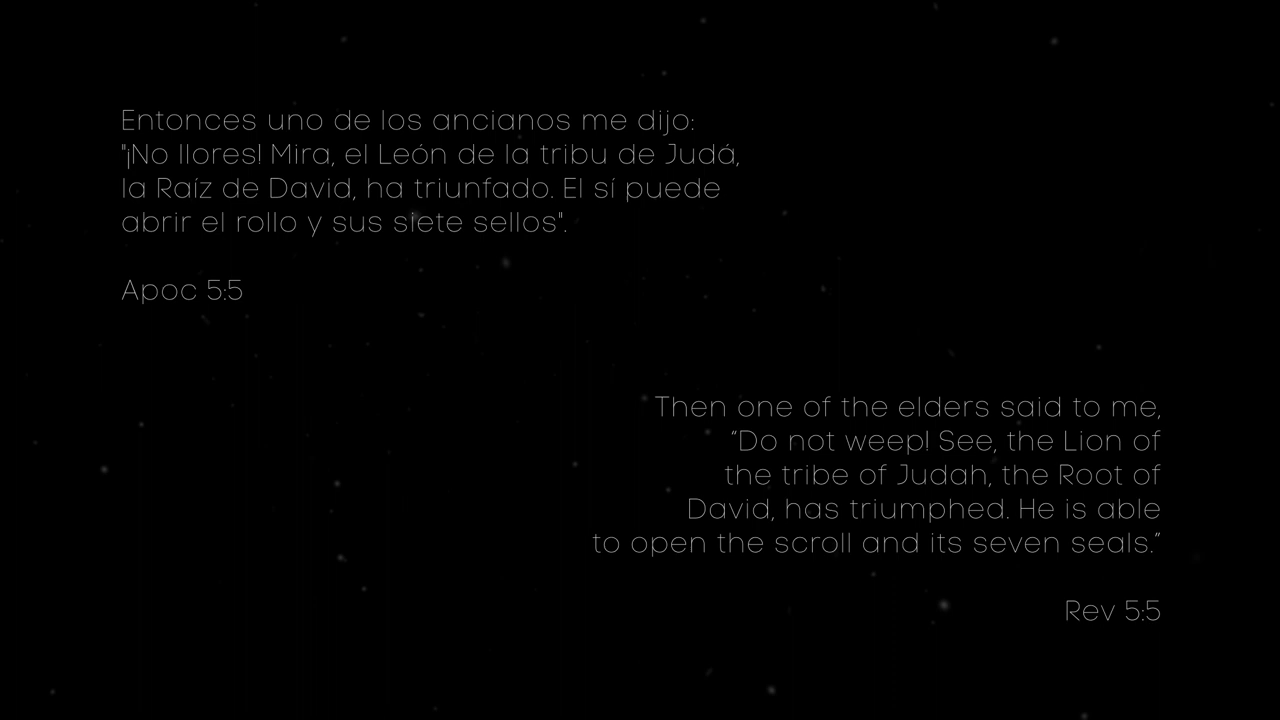 Entonces uno de los ancianos me dijo:
"¡No llores! Mira, el León de la tribu de Judá,
la Raíz de David, ha triunfado. El sí puede
abrir el rollo y sus siete sellos".
Apoc 5:5
Then one of the elders said to me,
“Do not weep! See, the Lion of
the tribe of Judah, the Root of
David, has triumphed. He is able
to open the scroll and its seven seals.”
Rev 5:5